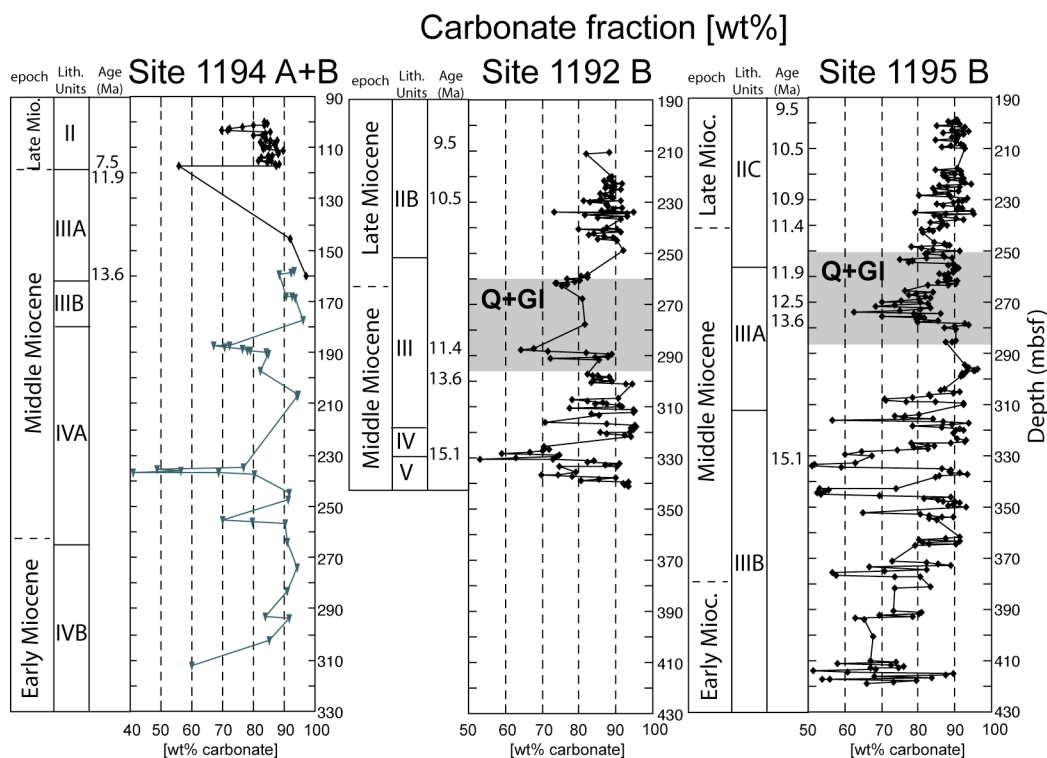 Carbonate fraction [wt%]
epoch
Lith.
Units
Age
(Ma)
Site 1194 A+B
Late Mio.
Middle Miocene
Early Miocene
II
IIIA
IIIB
IVA
IVB
7.5
11.9
13.6
90
110
130
150
170
190
210
230
250
270
290
310
330
40 50 60 70 80 90 100
[wt% carbonate]
epoch
Lith.
Units
Age
(Ma)
Site 1192 B
Late Miocene
Middle Miocene
IIB
III
IV
V
9.5
10.5
11.4
13.6
15.1
Q+Gl
190
210
230
250
270
290
310
330
350
370
390
410
430
50 60 70 80 90 100
[wt% carbonate]
epoch
Lith.
Units
Age
(Ma)
Site 1195 B
Late Mioc.
Middle Miocene
Early Mioc.
IIC
IIIA
IIIB
9.5
10.5
10.9
11.4
11.9
12.5
13.6
15.1
Q+Gl
190
210
230
250
270
290
310
330
350
370
390
410
430
Depth (mbsf)
50 60 70 80 90 100
[wt% carbonate]